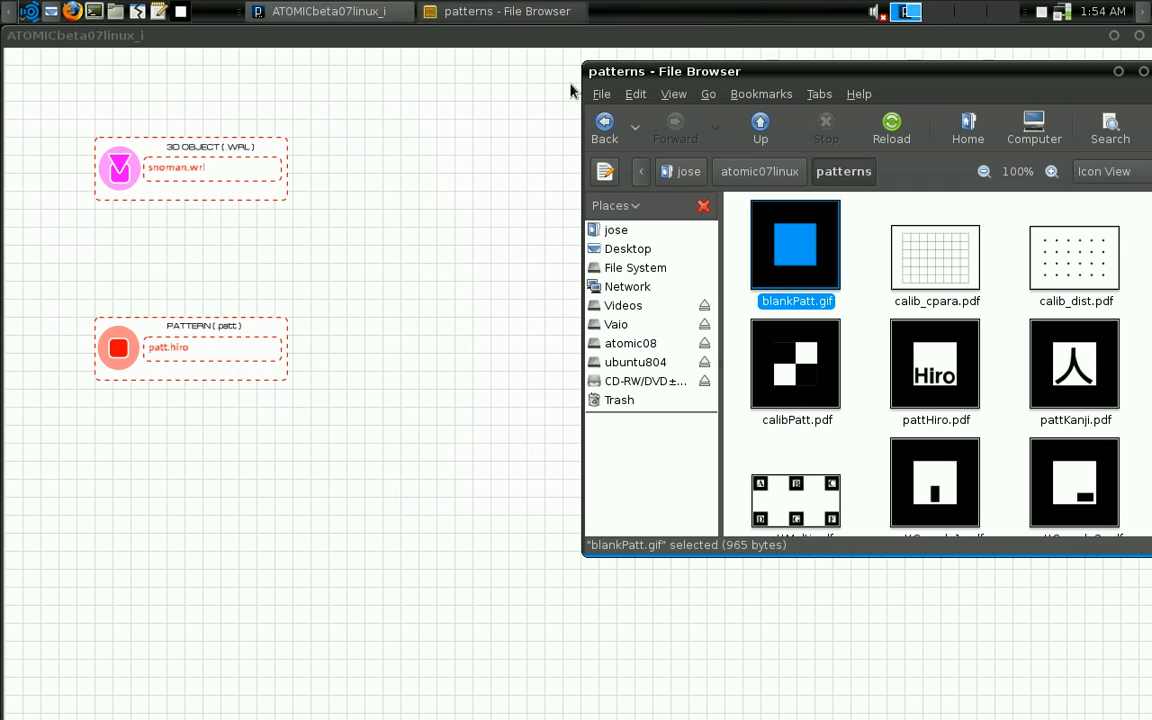 ATOMICbeta07linux_i
patterns - File Browser
1:54 AM
ATOMICbeta07linux_i
3D OBJECT ( WRL )
snoman.wrl
PATTERN ( patt )
patt.hiro
patterns - File Browser
File Edit View Go Bookmarks Tabs Help
Back Forward Up Stop Reload Home Computer Search
jose atomic07linux patterns 100% Icon View
Places
jose
Desktop
File System
Network
Videos
Vaio
atomic08
ubuntu804
CD-RW/DVD±...
Trash
blankPatt.gif calib_cpara.pdf calib_dist.pdf
Hiro
人
calibPatt.pdf pattHiro.pdf pattKanji.pdf
A B C
D G F
"blankPatt.gif" selected (965 bytes)